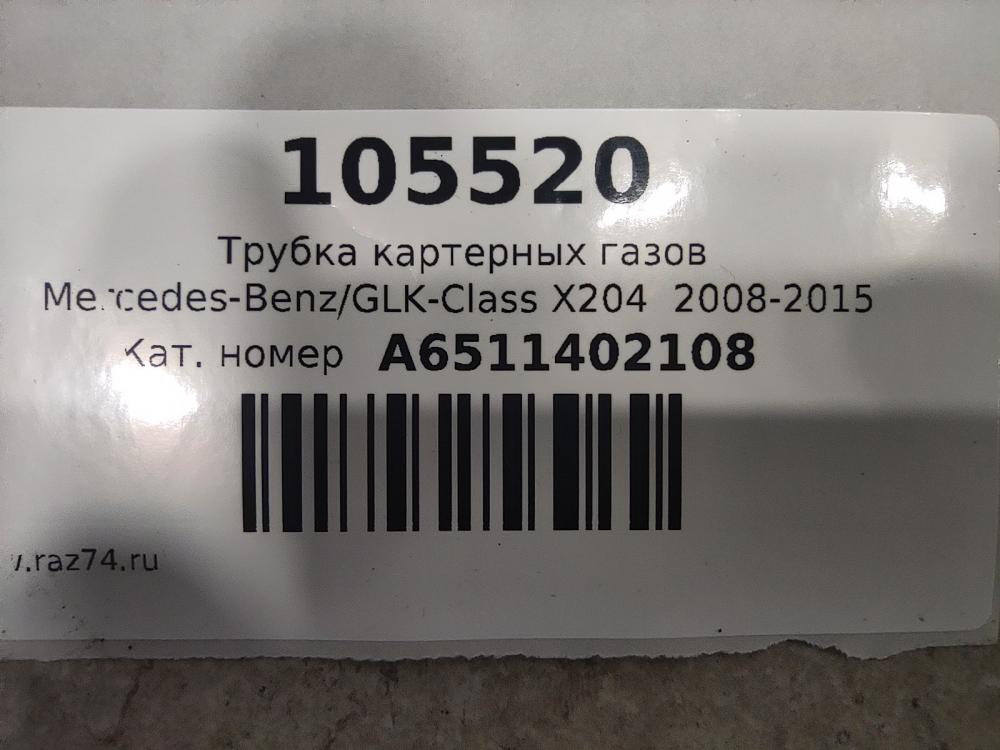 105520
Трубка картерных газов
Mercedes-Benz/GLK-Class X204 2008-2015
Кат. номер A6511402108
.raz74.ru